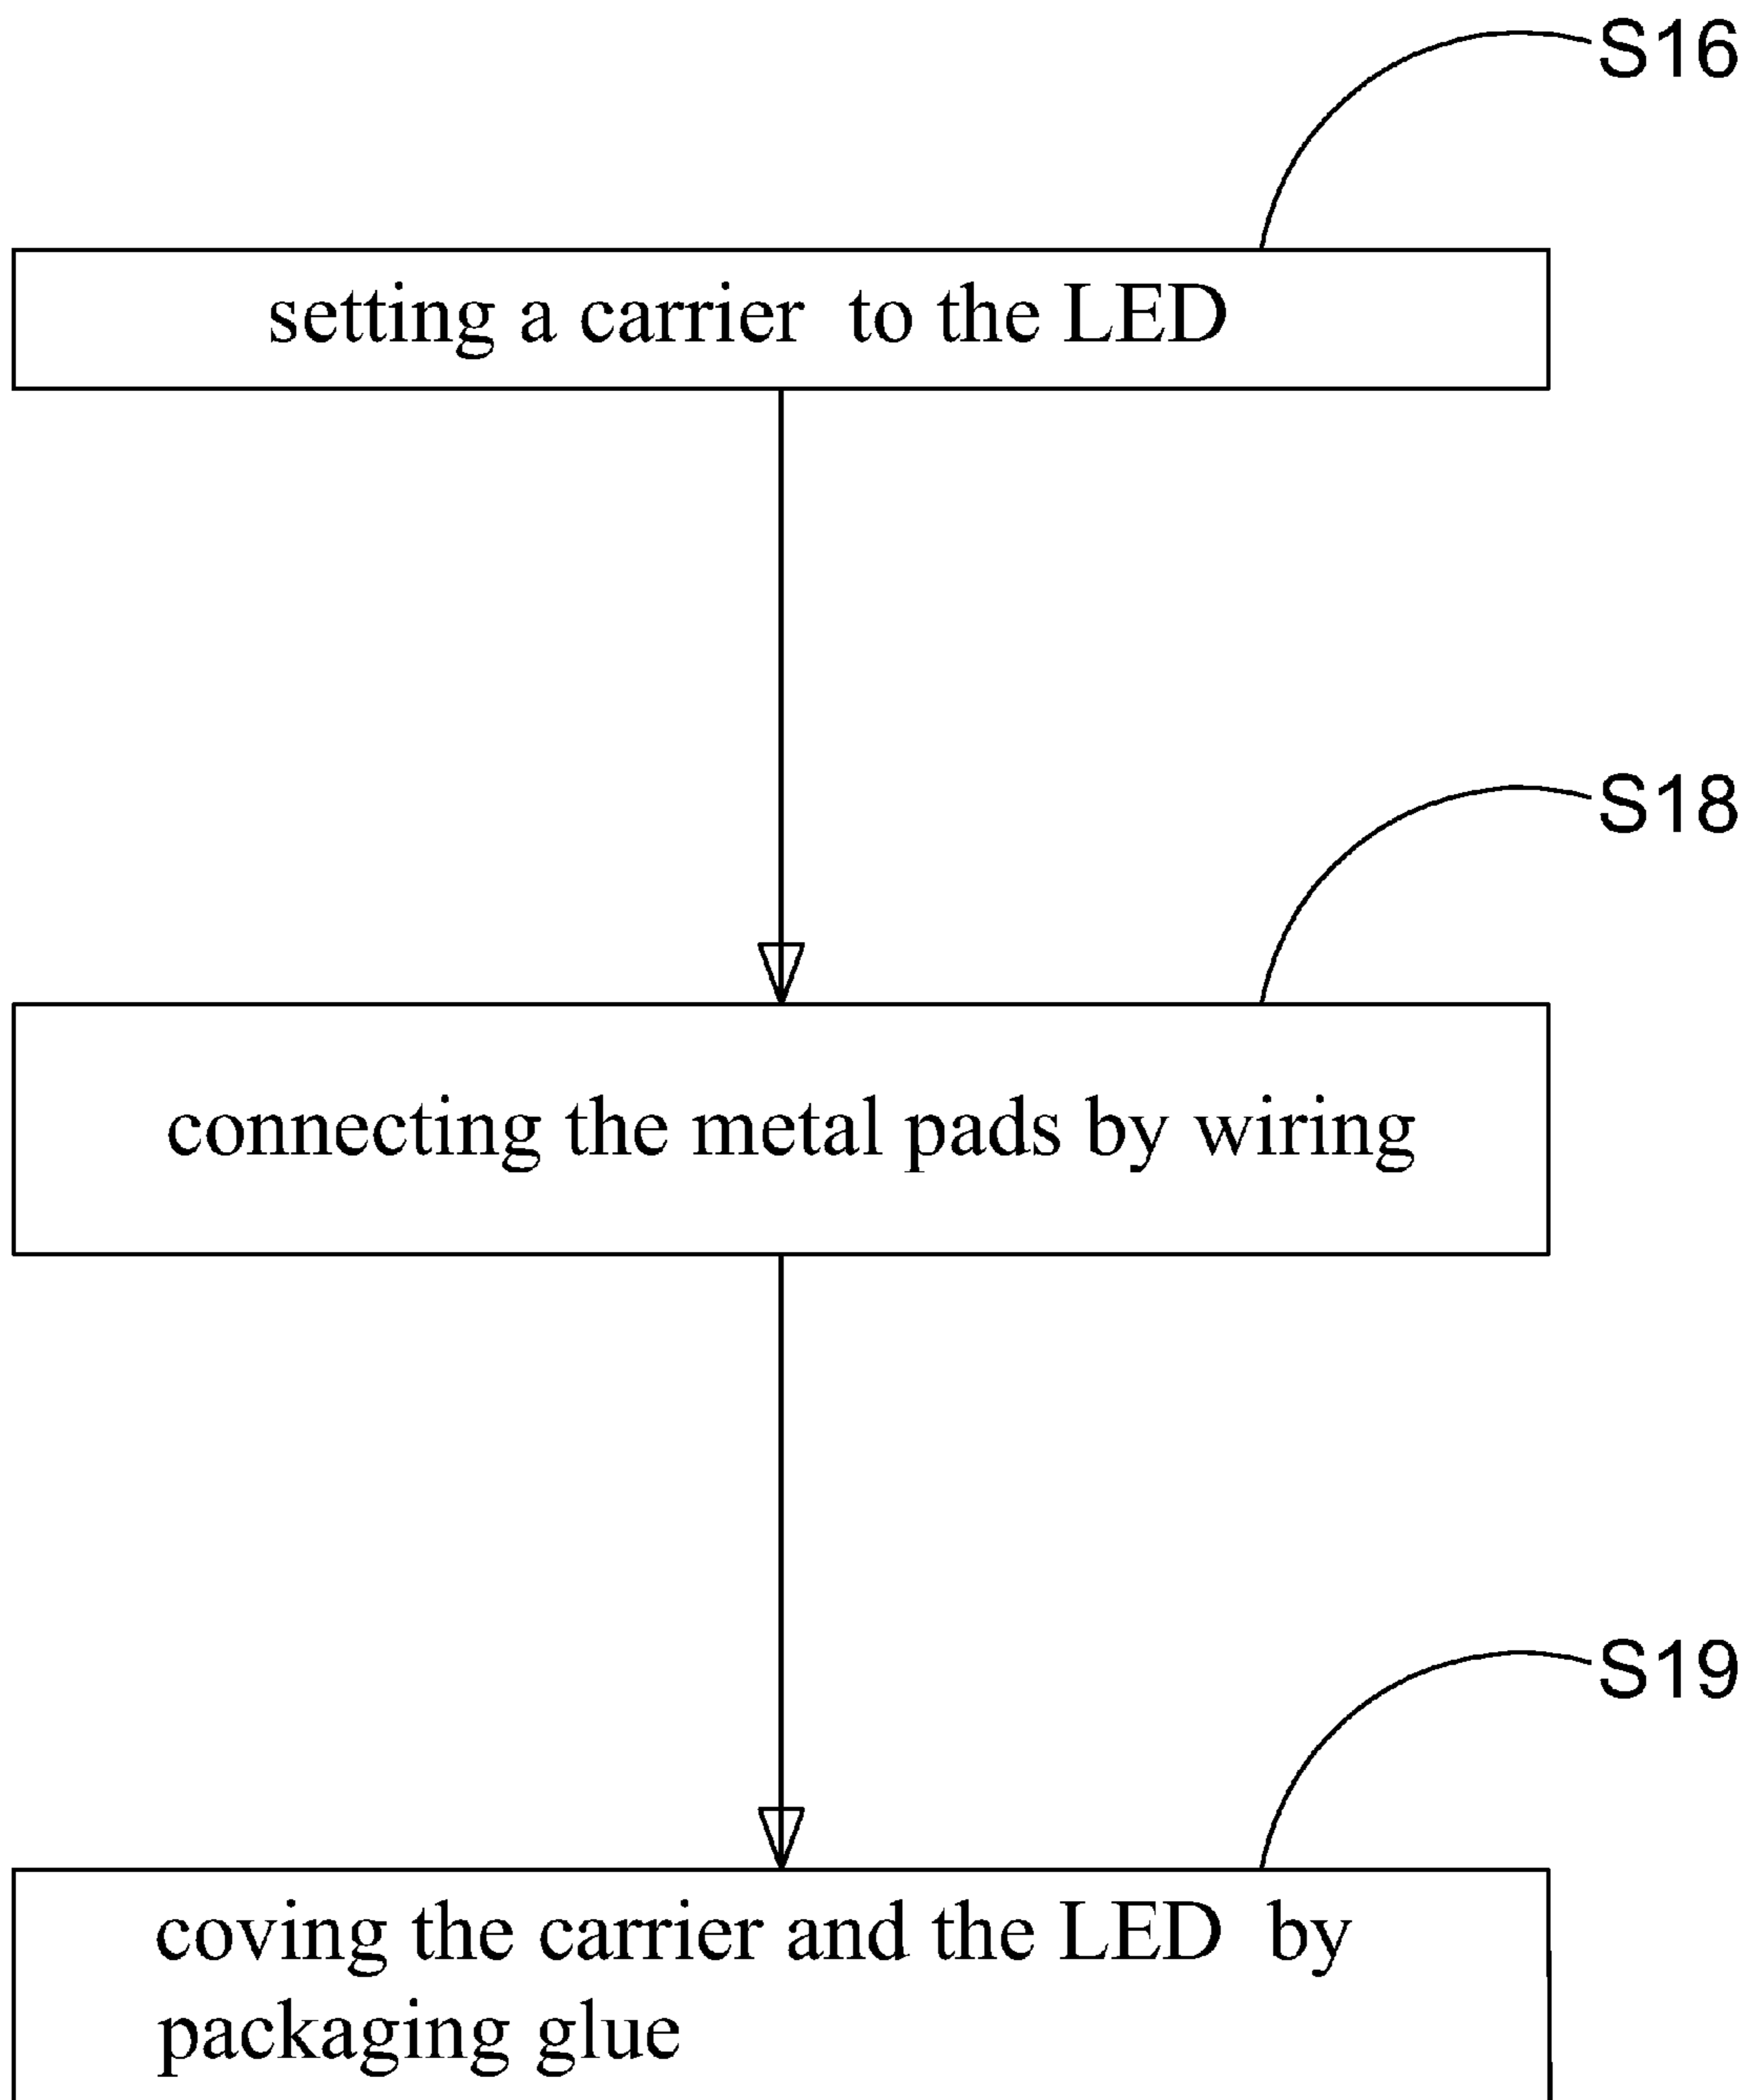 S16
setting a carrier to the LED
S18
connecting the metal pads by wiring
S19
coving the carrier and the LED by
packaging glue